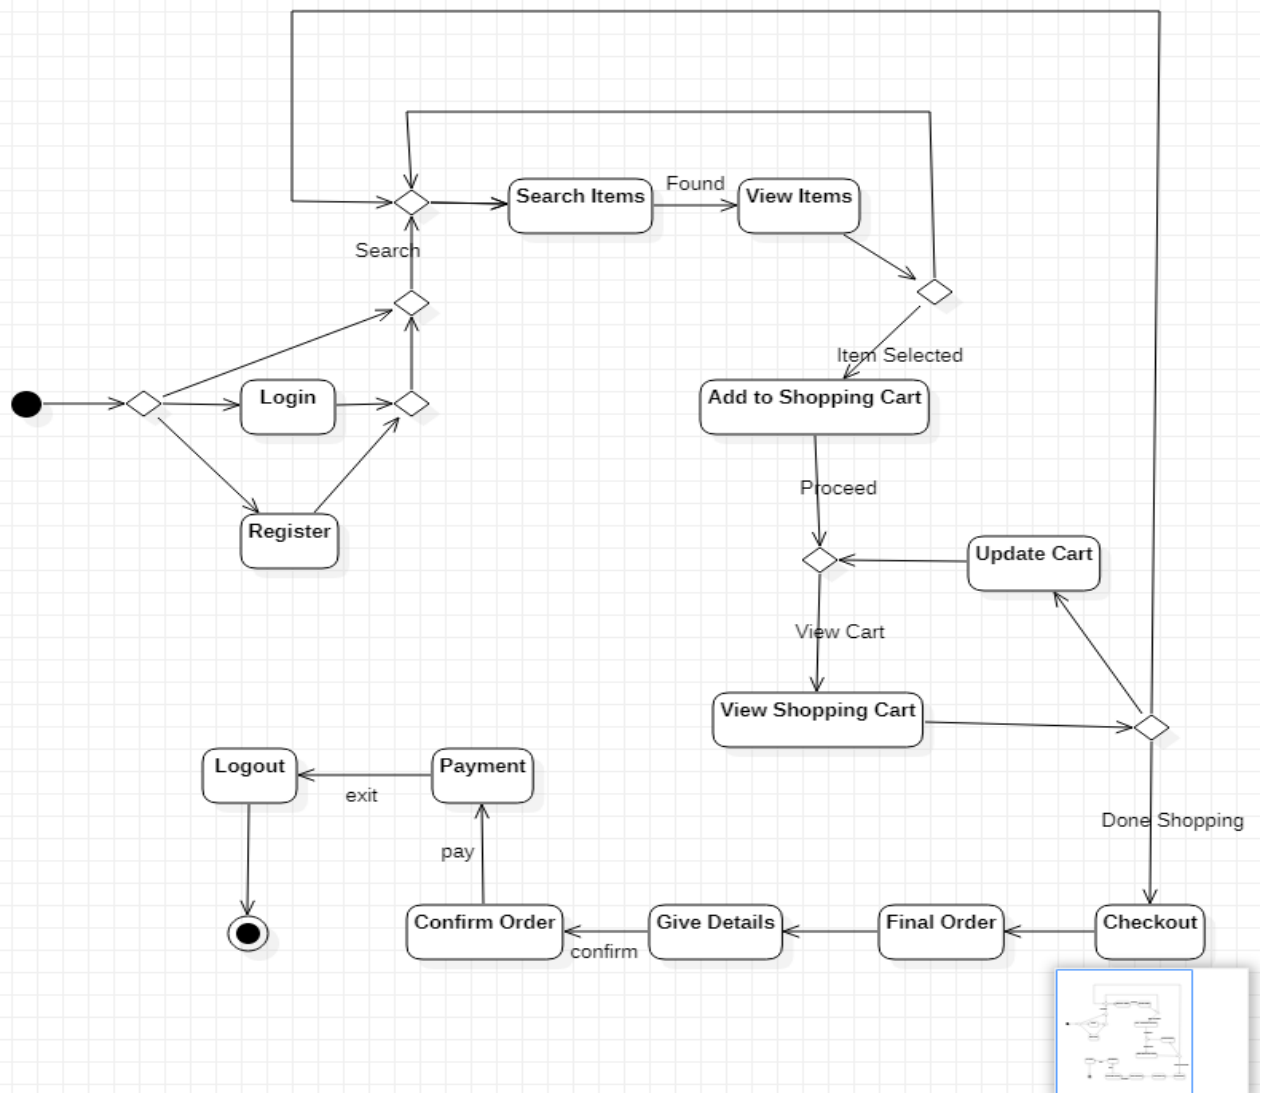 Search Items
Found
View Items
Search
Item Selected
Login
Add to Shopping Cart
Proceed
Register
Update Cart
View Cart
View Shopping Cart
Logout
exit
Payment
Done Shopping
pay
Confirm Order
confirm
Give Details
Final Order
Checkout